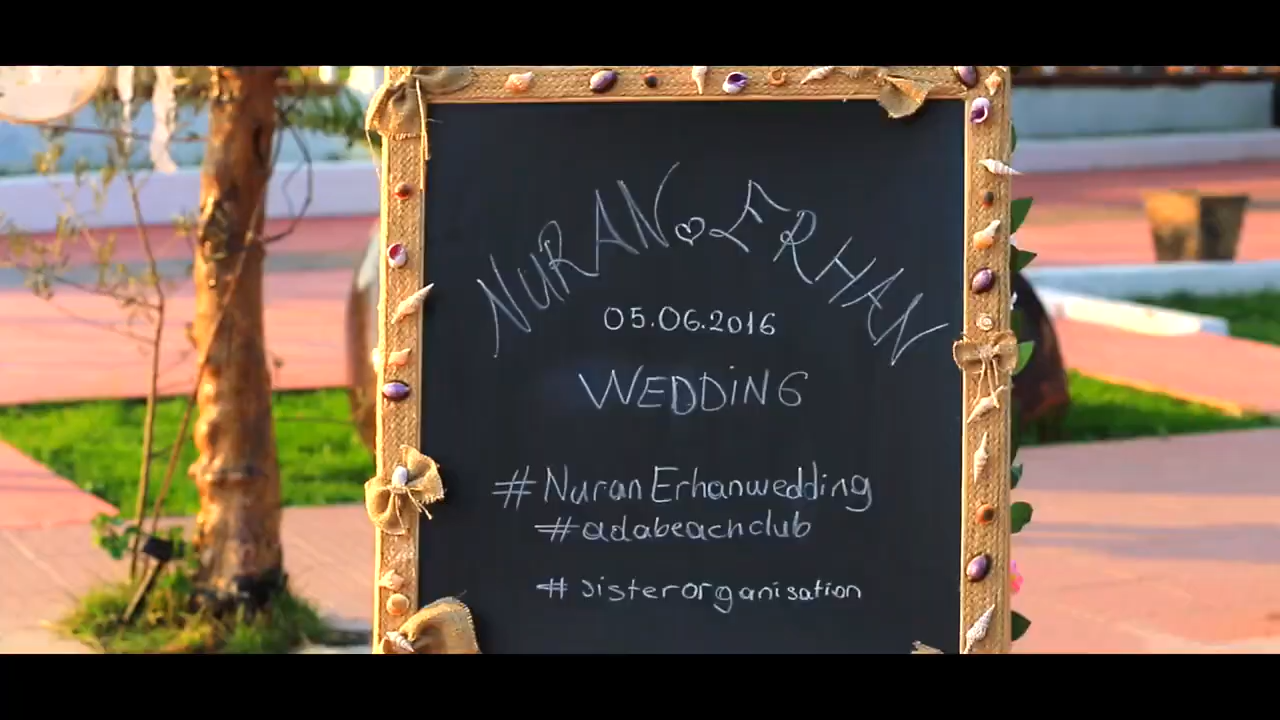 NURAN ♡ ERHAN
05.06.2016
WEDDiNG
#NuranErhanwedding
#adabeachclub
#sisterorganisation